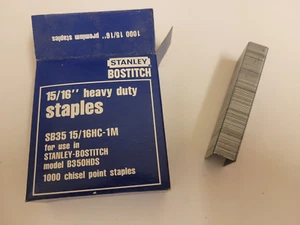 1000 15/16" premium staples
STANLEY
BOSTITCH
15/16" heavy duty
staples
SB35 15/16HC-1M
for use in
STANLEY-BOSTITCH
model B350HDS
1000 chisel point staples